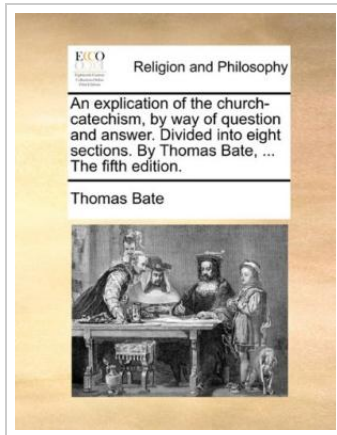 ECCO
Religion and Philosophy
An explication of the church-
catechism, by way of question
and answer. Divided into eight
sections. By Thomas Bate, ...
The fifth edition.
Thomas Bate